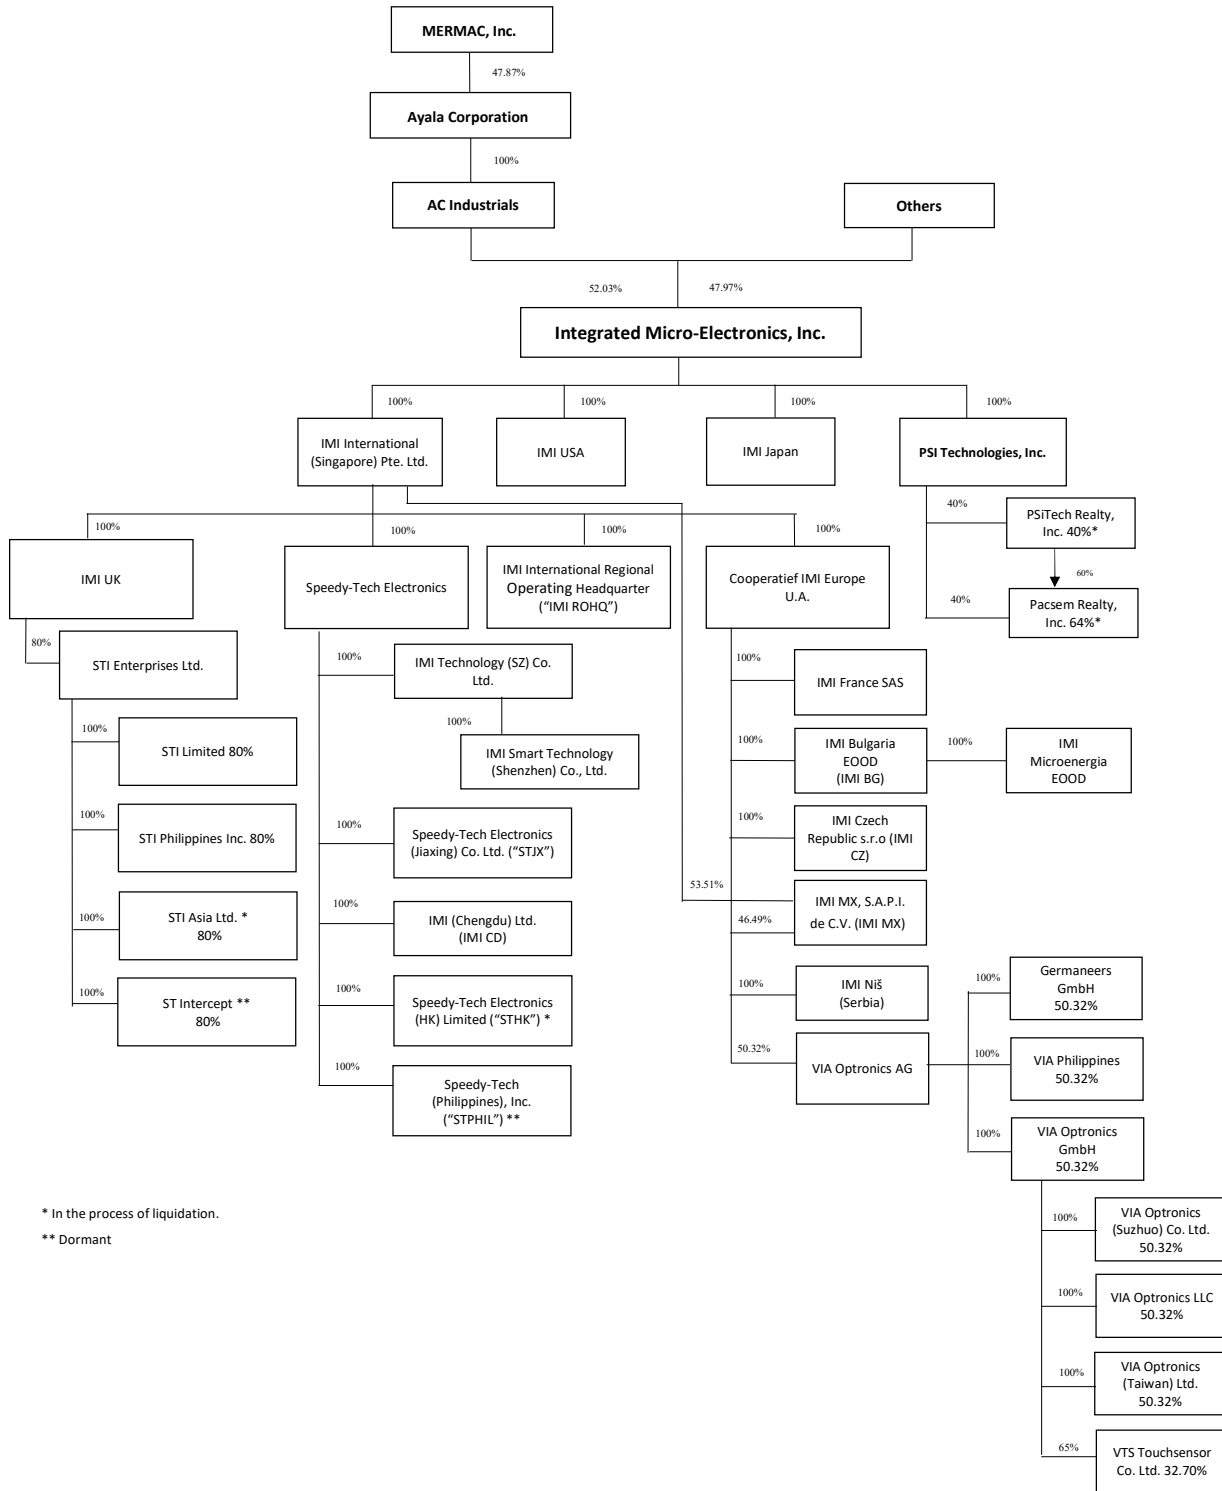 MERMAC, Inc.
47.87%
Ayala Corporation
100%
AC Industrials
Others
52.03%
47.97%
Integrated Micro-Electronics, Inc.
100%
100%
100%
100%
IMI International
(Singapore) Pte. Ltd.
IMI USA
IMI Japan
PSI Technologies, Inc.
40%
PSiTech Realty,
Inc. 40%*
60%
40%
Pacsem Realty,
Inc. 64%*
100%
100%
100%
100%
IMI UK
Speedy-Tech Electronics
IMI International Regional
Operating Headquarter
(“IMI ROHQ”)
Cooperatief IMI Europe
U.A.
80%
STI Enterprises Ltd.
100%
STI Limited 80%
100%
STI Philippines Inc. 80%
100%
STI Asia Ltd. *
80%
100%
ST Intercept **
80%
100%
IMI Technology (SZ) Co.
Ltd.
100%
IMI Smart Technology
(Shenzhen) Co., Ltd.
100%
Speedy-Tech Electronics
(Jiaxing) Co. Ltd. (“STJX”)
100%
IMI (Chengdu) Ltd.
(IMI CD)
100%
Speedy-Tech Electronics
(HK) Limited (“STHK”) *
100%
Speedy-Tech
(Philippines), Inc.
(“STPHIL”) **
100%
IMI France SAS
100%
IMI Bulgaria
EOOD
(IMI BG)
100%
IMI
Microenergia
EOOD
100%
IMI Czech
Republic s.r.o (IMI
CZ)
53.51%
46.49%
IMI MX, S.A.P.I.
de C.V. (IMI MX)
100%
IMI Niš
(Serbia)
50.32%
VIA Optronics AG
100%
Germaneers
GmbH
50.32%
100%
VIA Philippines
50.32%
100%
VIA Optronics
GmbH
50.32%
100%
VIA Optronics
(Suzhuo) Co. Ltd.
50.32%
100%
VIA Optronics LLC
50.32%
100%
VIA Optronics
(Taiwan) Ltd.
50.32%
65%
VTS Touchsensor
Co. Ltd. 32.70%
* In the process of liquidation.
** Dormant